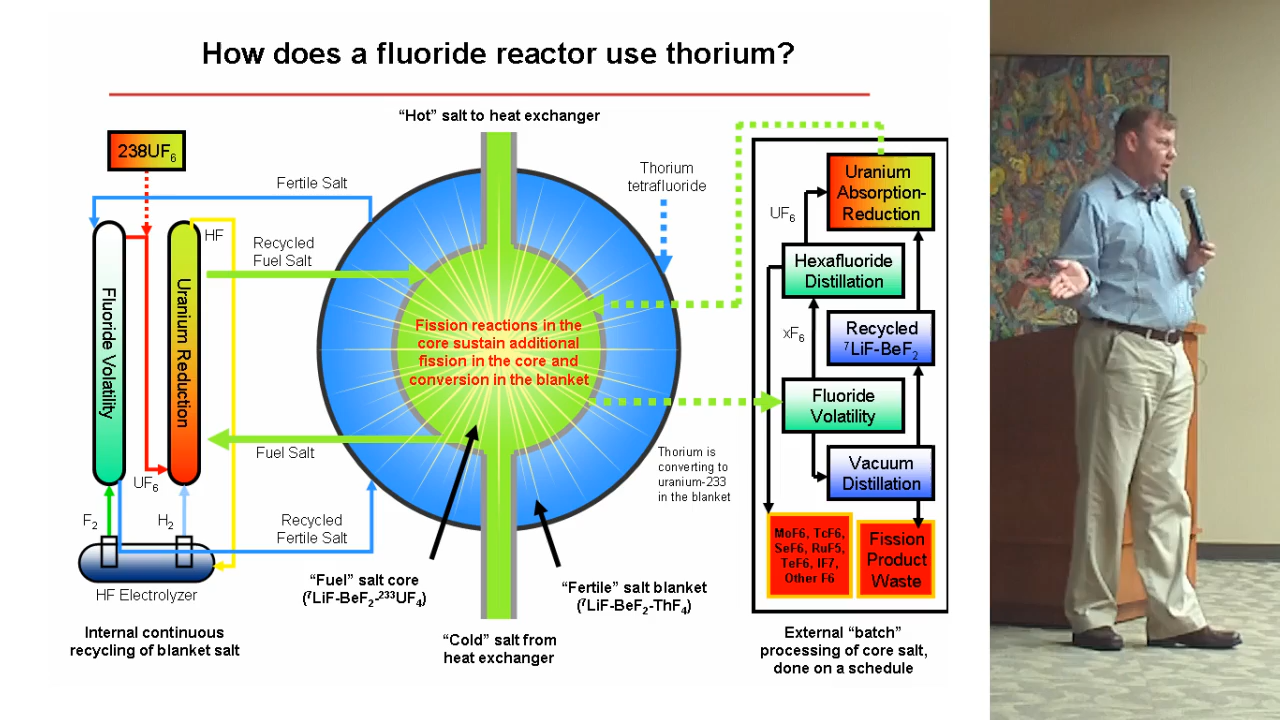 How does a fluoride reactor use thorium?
"Hot" salt to heat exchanger
238UF6
Fertile Salt
Thorium
tetrafluoride
HF
Recycled
Fuel Salt
Fluoride Volatility
Uranium Reduction
Fission reactions in the
core sustain additional
fission in the core and
conversion in the blanket
Fuel Salt
UF6
F2
H2
Recycled
Fertile Salt
HF Electrolyzer
Internal continuous
recycling of blanket salt
"Fuel" salt core
(7LiF-BeF2-233UF4)
"Cold" salt from
heat exchanger
"Fertile" salt blanket
(7LiF-BeF2-ThF4)
Thorium is
converting to
uranium-233
in the blanket
Uranium
Absorption-
Reduction
UF6
Hexafluoride
Distillation
xF6
Recycled
7LiF-BeF2
Fluoride
Volatility
Vacuum
Distillation
MoF6, TcF6,
SeF6, RuF5,
TeF6, IF7,
Other F6
Fission
Product
Waste
External "batch"
processing of core salt,
done on a schedule